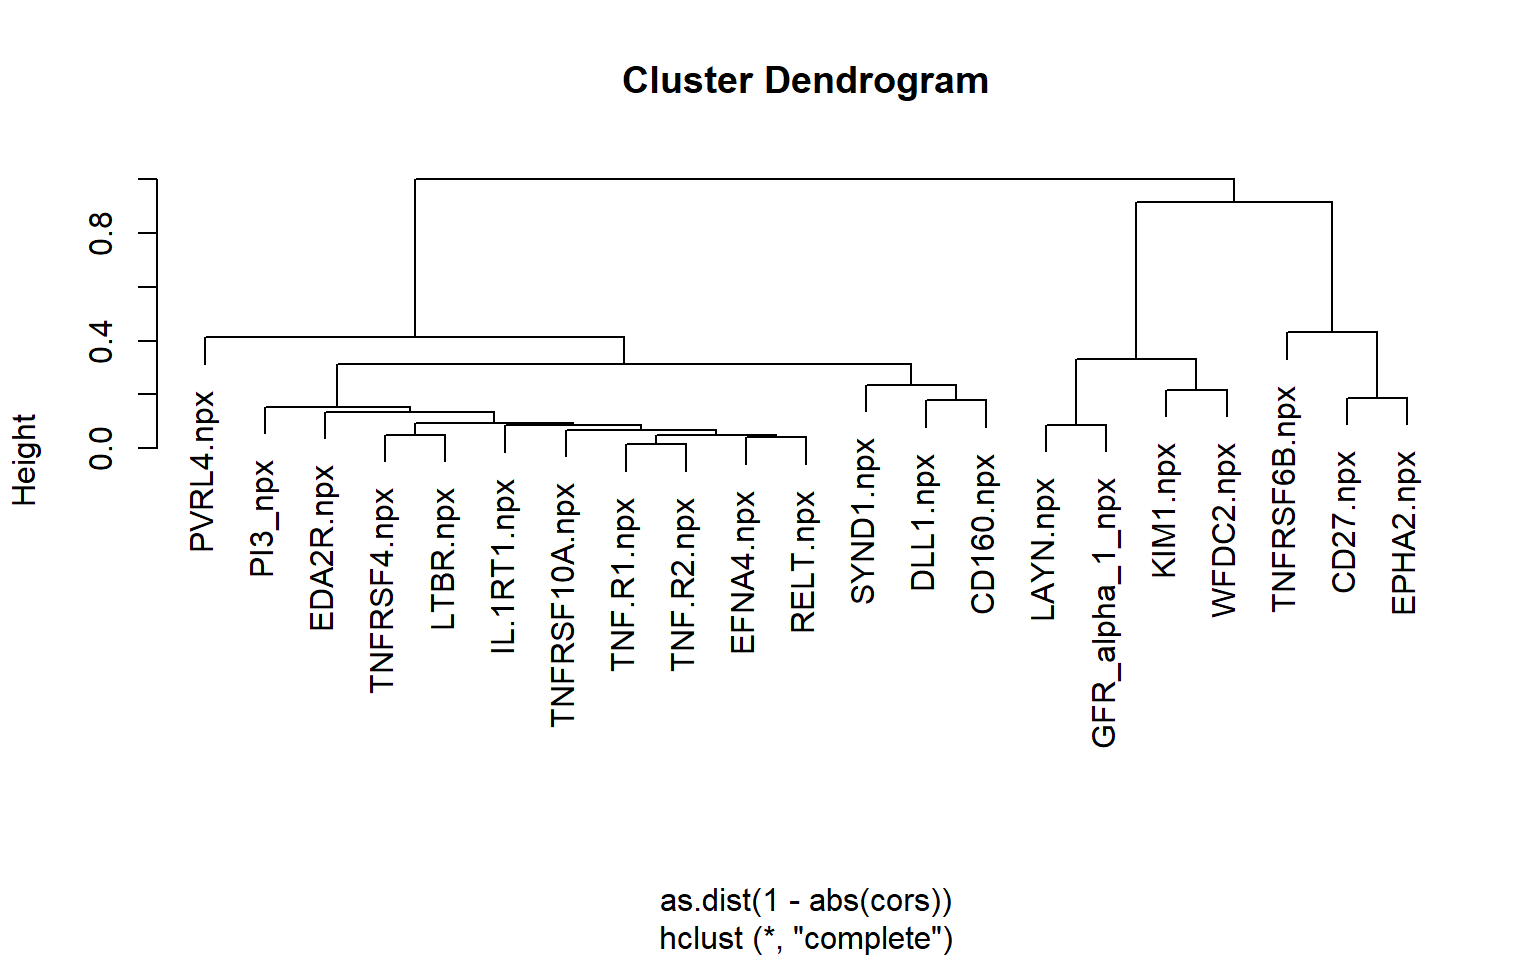 Cluster Dendrogram
Height
0.8
0.4
0.0
PVRL4.npx
PI3_npx
EDA2R.npx
TNFRSF4.npx
LTBR.npx
IL.1RT1.npx
TNFRSF10A.npx
TNF.R1.npx
TNF.R2.npx
EFNA4.npx
RELT.npx
SYND1.npx
DLL1.npx
CD160.npx
LAYN.npx
GFR_alpha_1_npx
KIM1.npx
WFDC2.npx
TNFRSF6B.npx
CD27.npx
EPHA2.npx
as.dist(1 - abs(cors))
hclust (*, "complete")